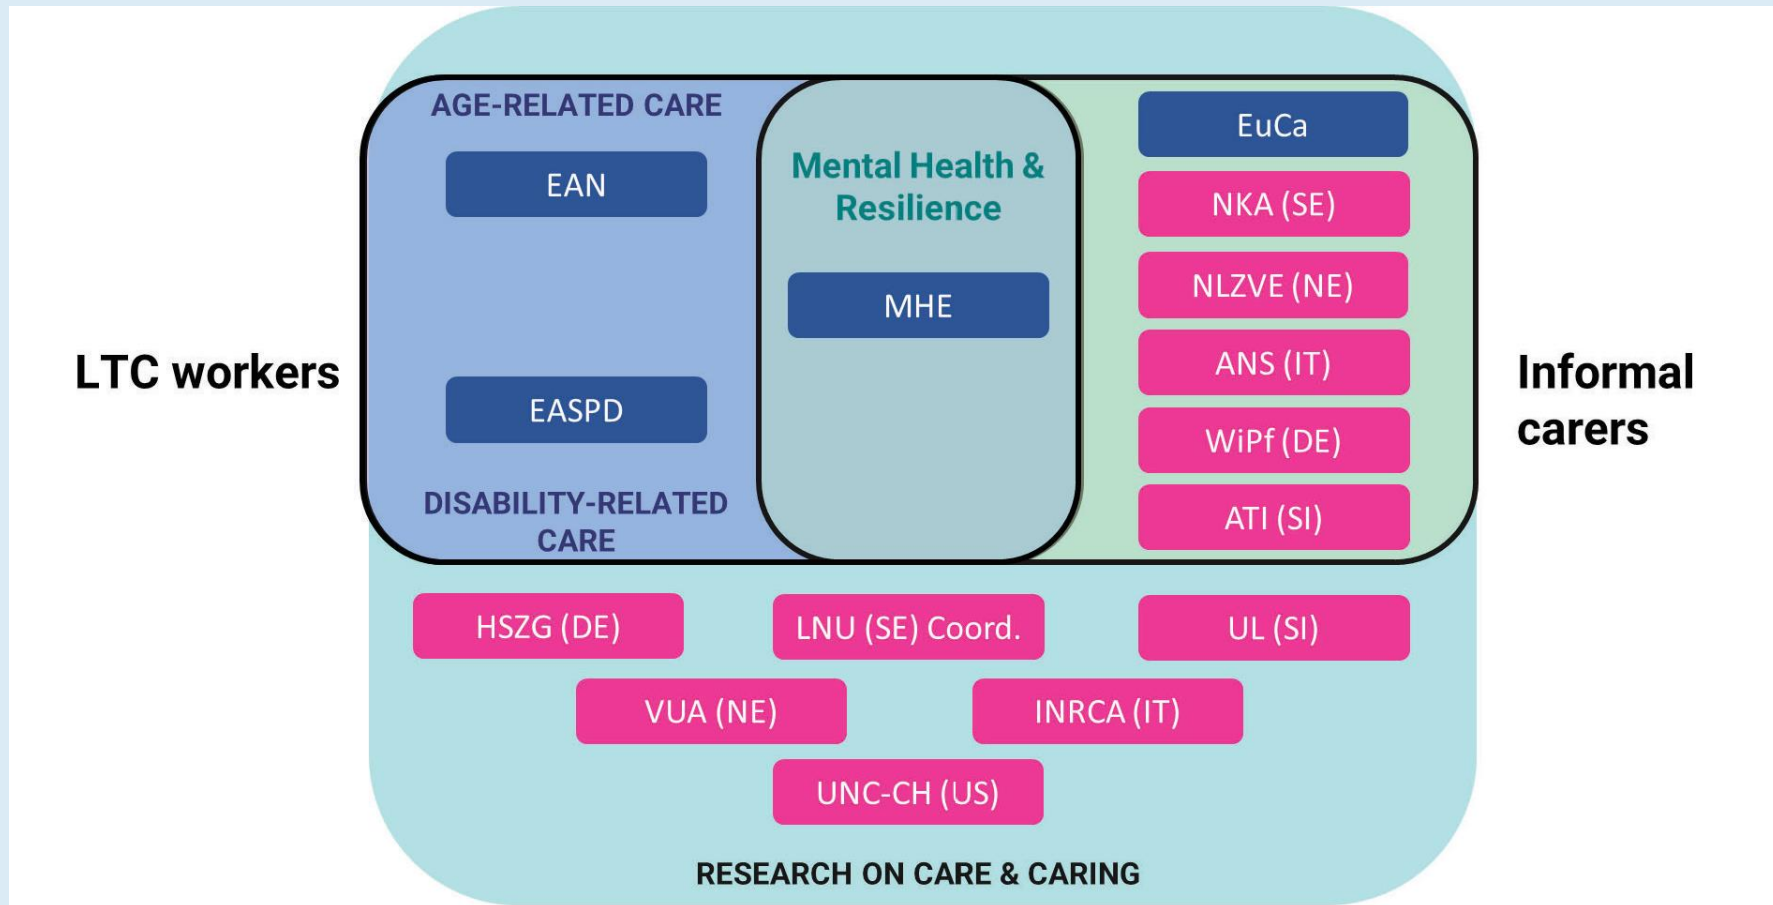 AGE-RELATED CARE
EAN
EASPD
DISABILITY-RELATED
CARE
LTC workers
Mental Health &
Resilience
MHE
EuCa
NKA (SE)
NLZVE (NE)
ANS (IT)
WiPf (DE)
ATI (SI)
Informal
carers
HSZG (DE)
LNU (SE) Coord.
UL (SI)
VUA (NE)
INRCA (IT)
UNC-CH (US)
RESEARCH ON CARE & CARING